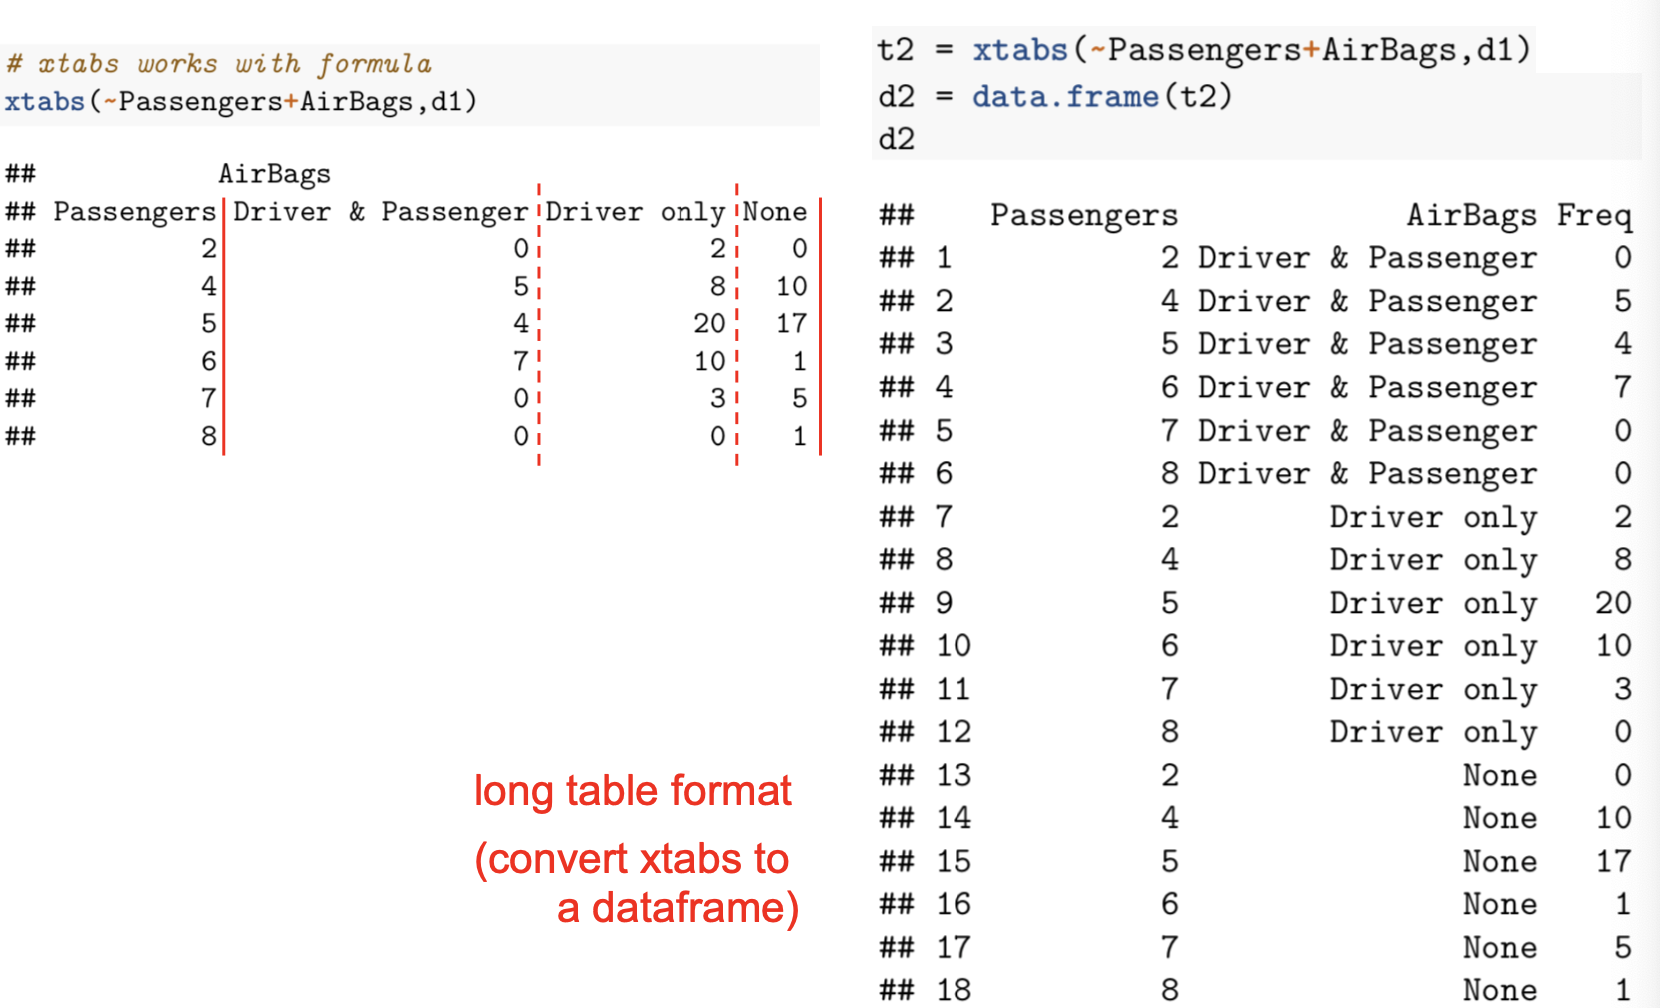 # xtabs works with formula
xtabs(~Passengers+AirBags,d1)
## AirBags
## Passengers Driver & Passenger Driver only None
## 2 0 2 0
## 4 5 8 10
## 5 4 20 17
## 6 7 10 1
## 7 0 3 5
## 8 0 0 1
long table format
(convert xtabs to
a dataframe)
t2 = xtabs(~Passengers+AirBags,d1)
d2 = data.frame(t2)
d2
## Passengers AirBags Freq
## 1 2 Driver & Passenger 0
## 2 4 Driver & Passenger 5
## 3 5 Driver & Passenger 4
## 4 6 Driver & Passenger 7
## 5 7 Driver & Passenger 0
## 6 8 Driver & Passenger 0
## 7 2 Driver only 2
## 8 4 Driver only 8
## 9 5 Driver only 20
## 10 6 Driver only 10
## 11 7 Driver only 3
## 12 8 Driver only 0
## 13 2 None 0
## 14 4 None 10
## 15 5 None 17
## 16 6 None 1
## 17 7 None 5
## 18 8 None 1